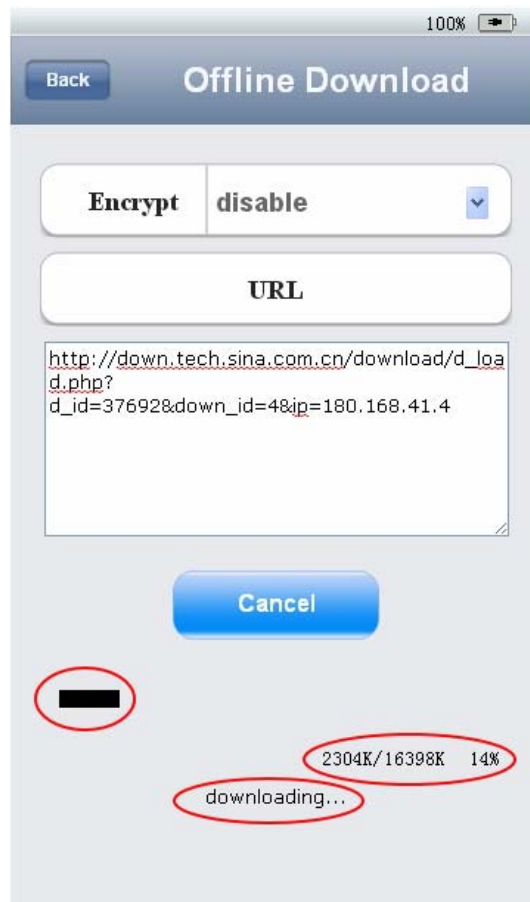 100%
Back
Offline Download
Encrypt
disable
URL
http://down.tech.sina.com.cn/download/d_loa
d.php?
d_id=37692&down_id=4&ip=180.168.41.4
Cancel
2304K/16398K 14%
downloading...